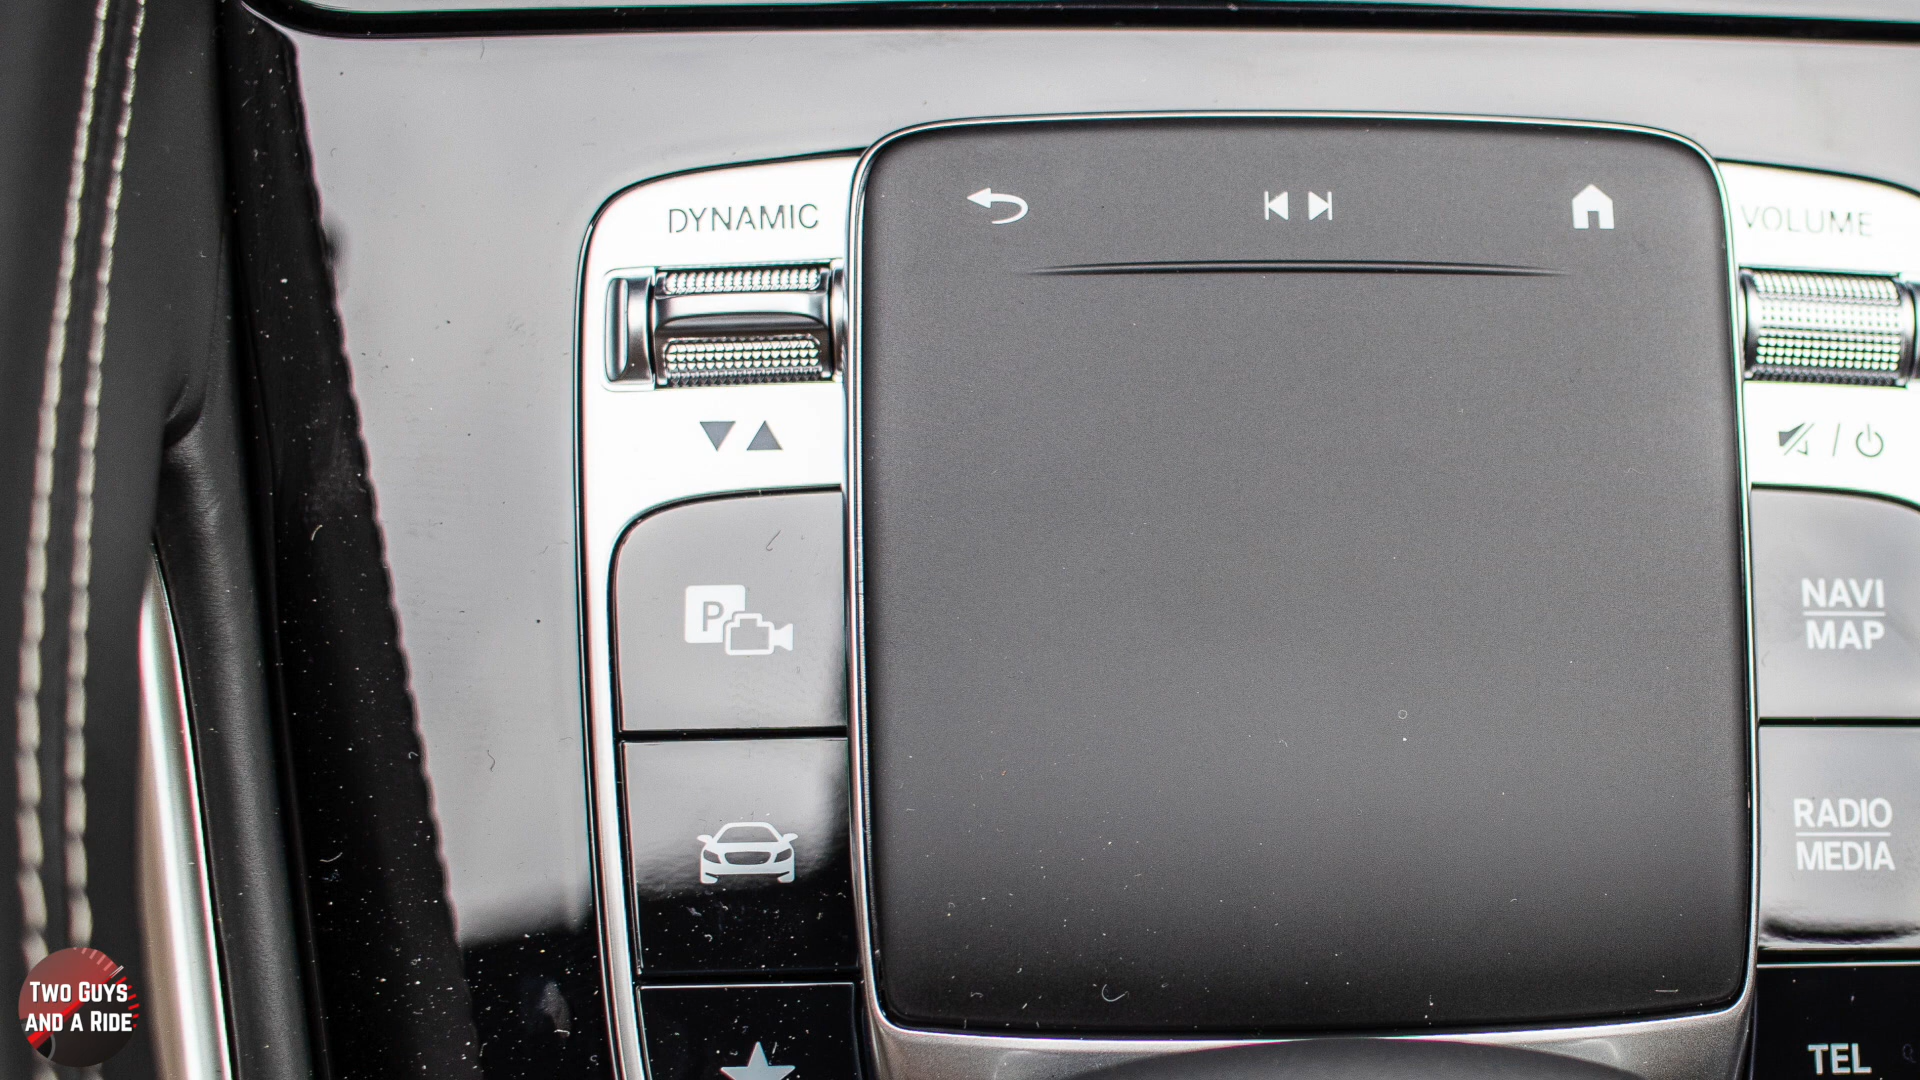 DYNAMIC
VOLUME
/
P
NAVI
MAP
RADIO
MEDIA
TEL
TWO GUYS
AND A RIDE